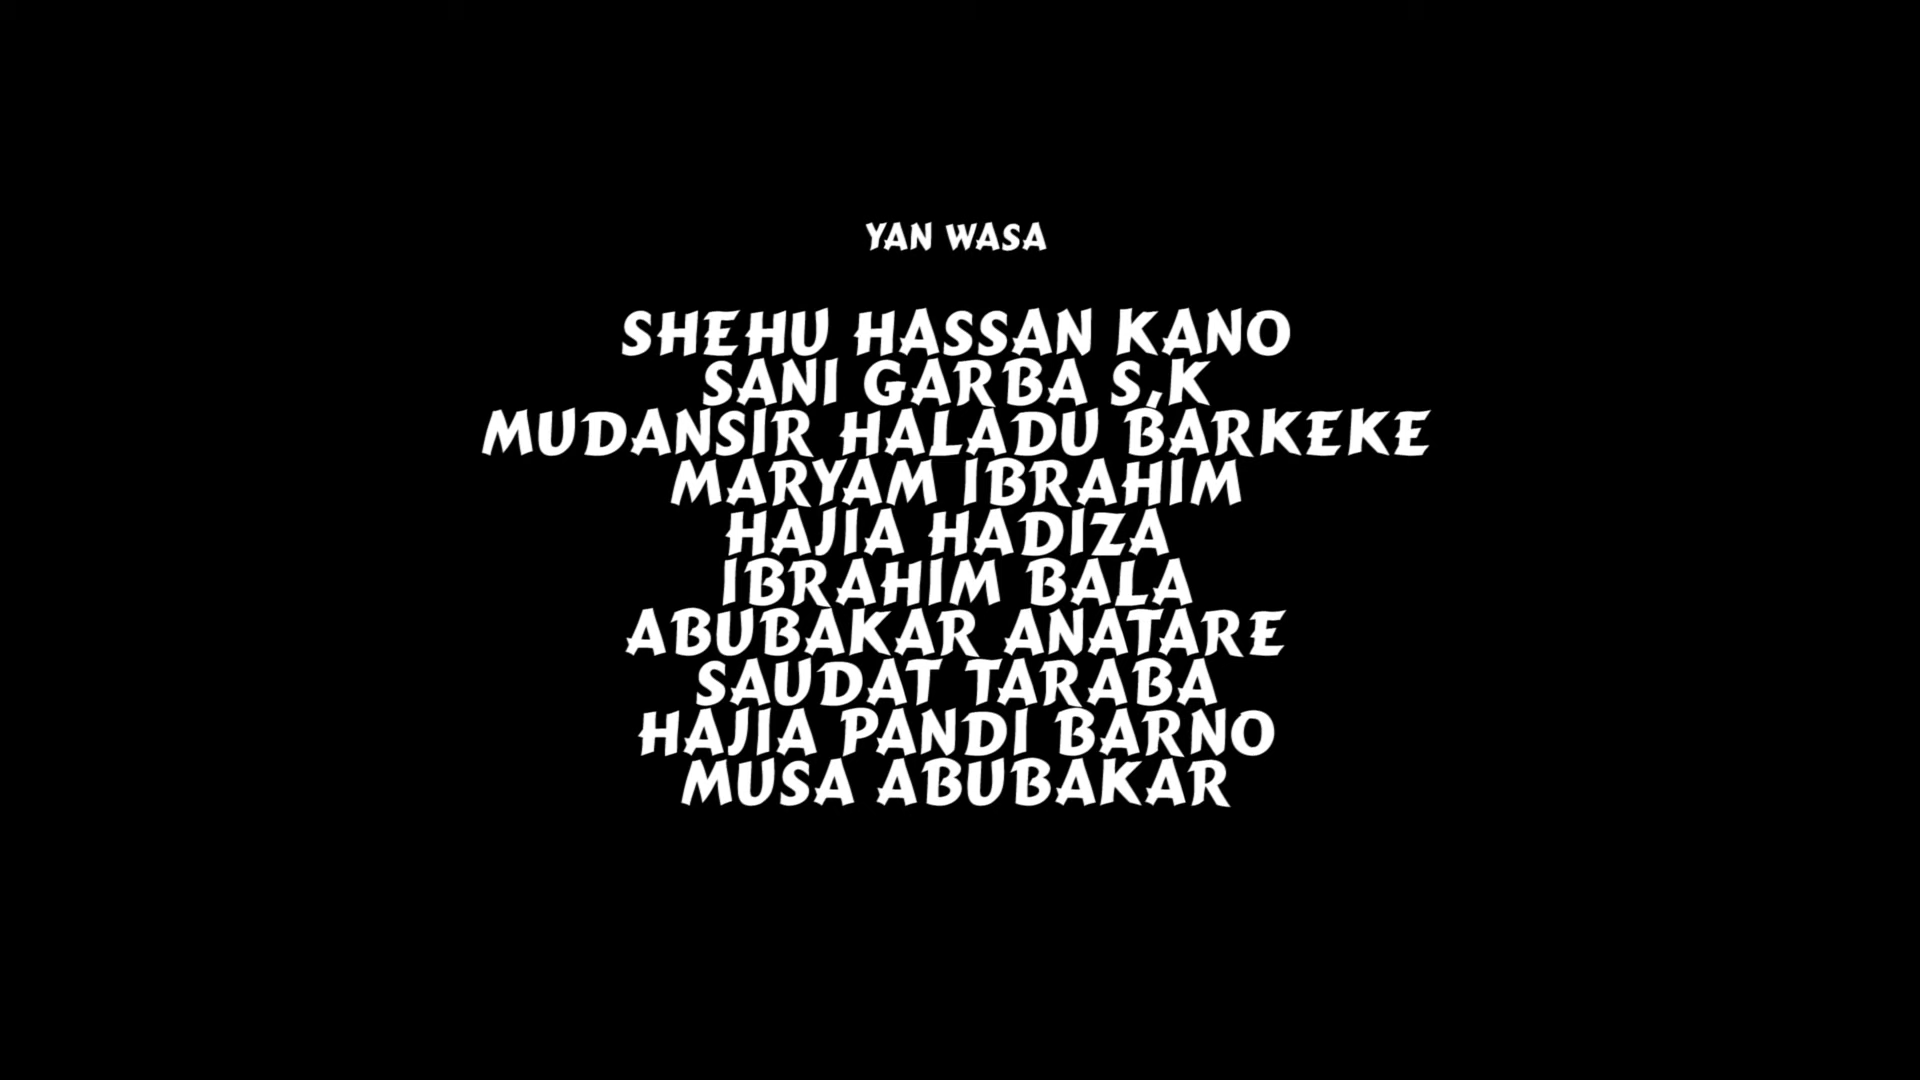 YAN WASA
SHEHU HASSAN KANO
SANI GARBA S,K
MUDANSIR HALADU BARKEKE
MARYAM IBRAHIM
HAJIA HADIZA
IBRAHIM BALA
ABUBAKAR ANATARE
SAUDAT TARABA
HAJIA PANDI BARNO
MUSA ABUBAKAR